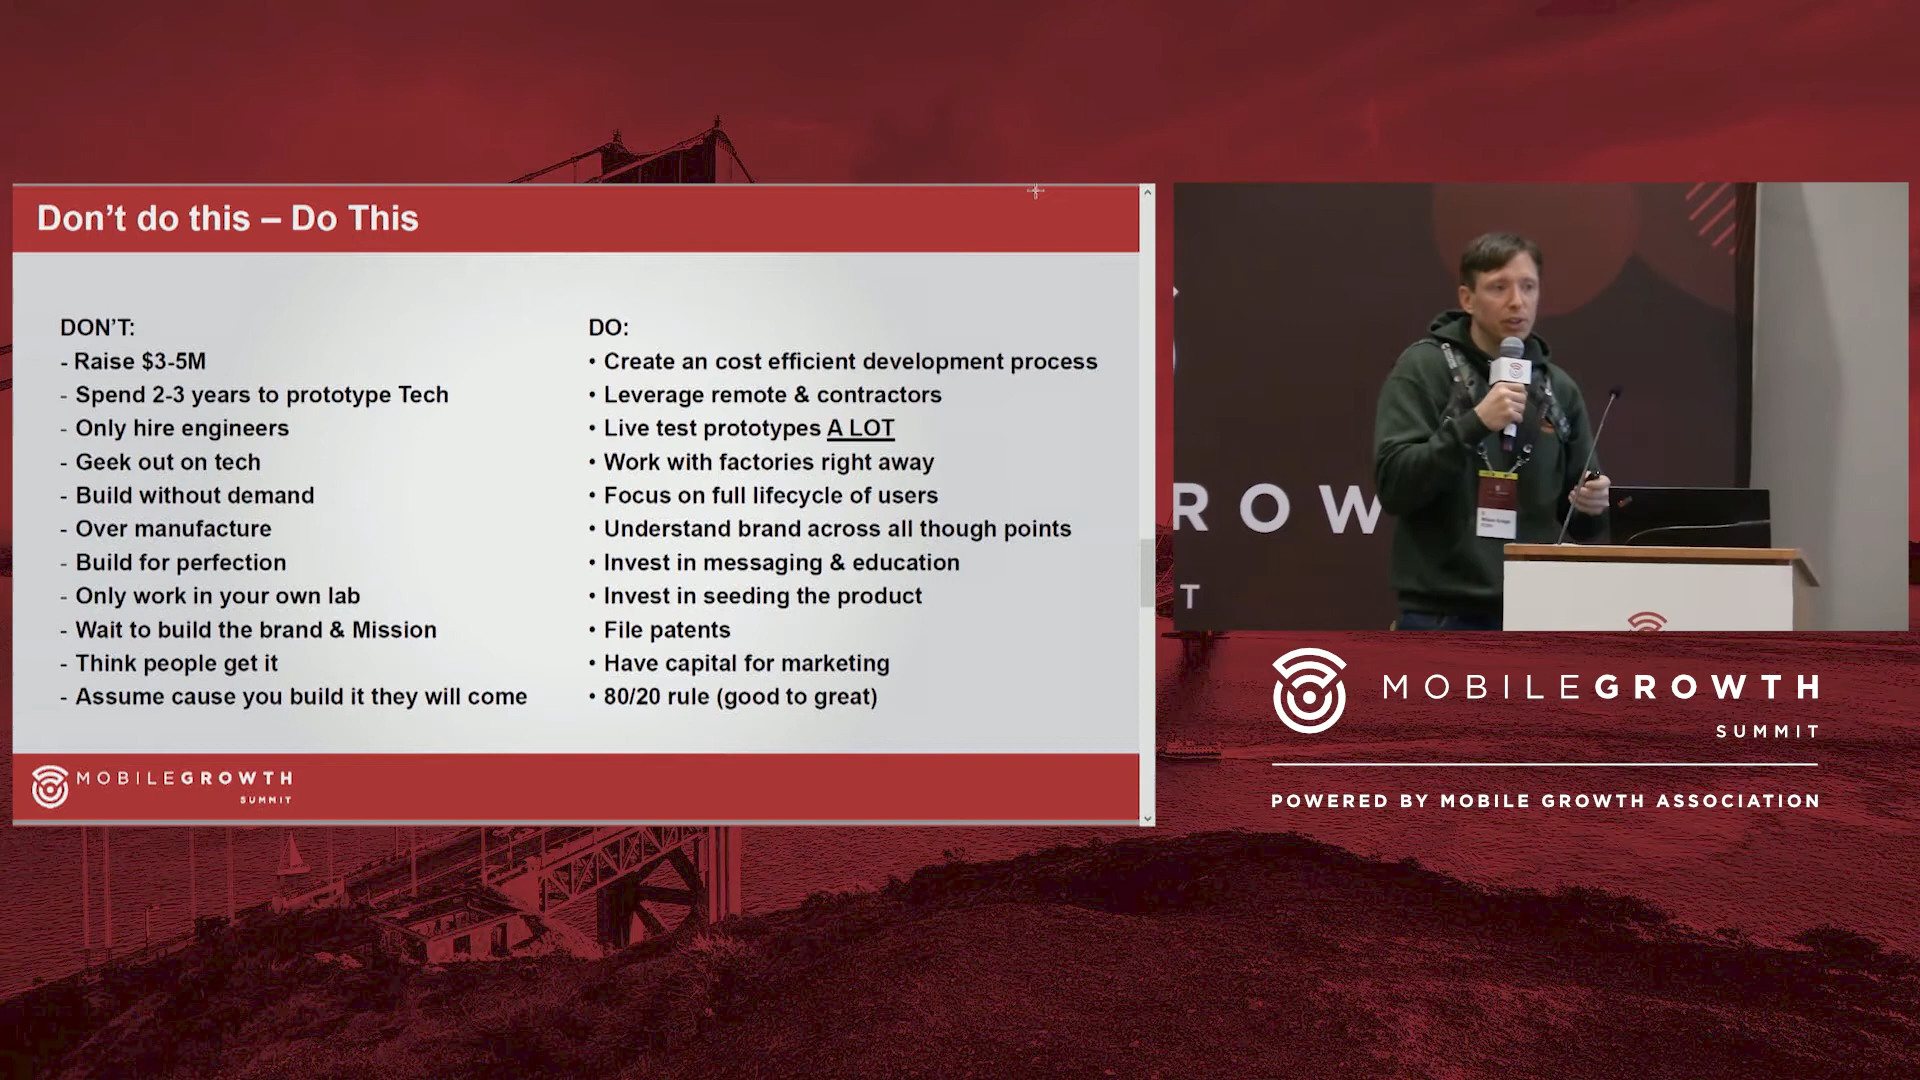 Don't do this – Do This
DON'T:
- Raise $3-5M
- Spend 2-3 years to prototype Tech
- Only hire engineers
- Geek out on tech
- Build without demand
- Over manufacture
- Build for perfection
- Only work in your own lab
- Wait to build the brand & Mission
- Think people get it
- Assume cause you build it they will come
DO:
• Create an cost efficient development process
• Leverage remote & contractors
• Live test prototypes A LOT
• Work with factories right away
• Focus on full lifecycle of users
• Understand brand across all though points
• Invest in messaging & education
• Invest in seeding the product
• File patents
• Have capital for marketing
• 80/20 rule (good to great)
MOBILEGROWTH
SUMMIT
ROW
T
MOBILEGROWTH
SUMMIT
POWERED BY MOBILE GROWTH ASSOCIATION